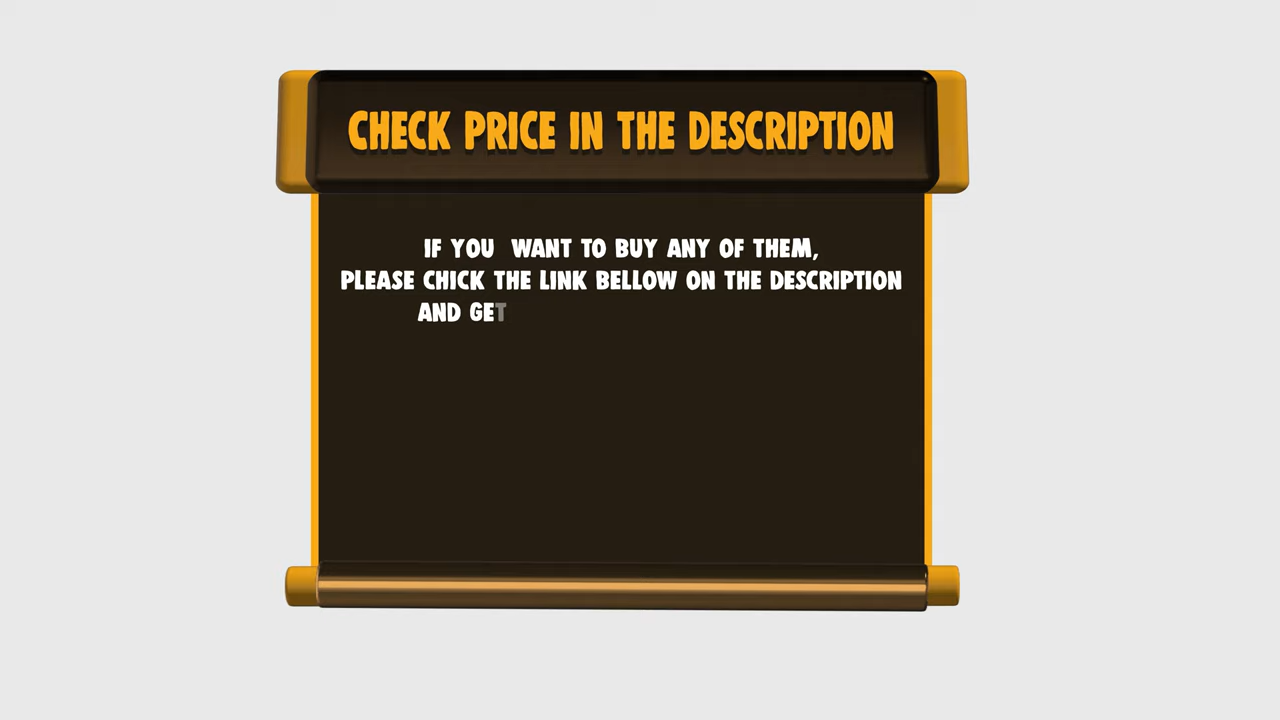 CHECK PRICE IN THE DESCRIPTION
IF YOU WANT TO BUY ANY OF THEM,
PLEASE CHICK THE LINK BELLOW ON THE DESCRIPTION
AND GET